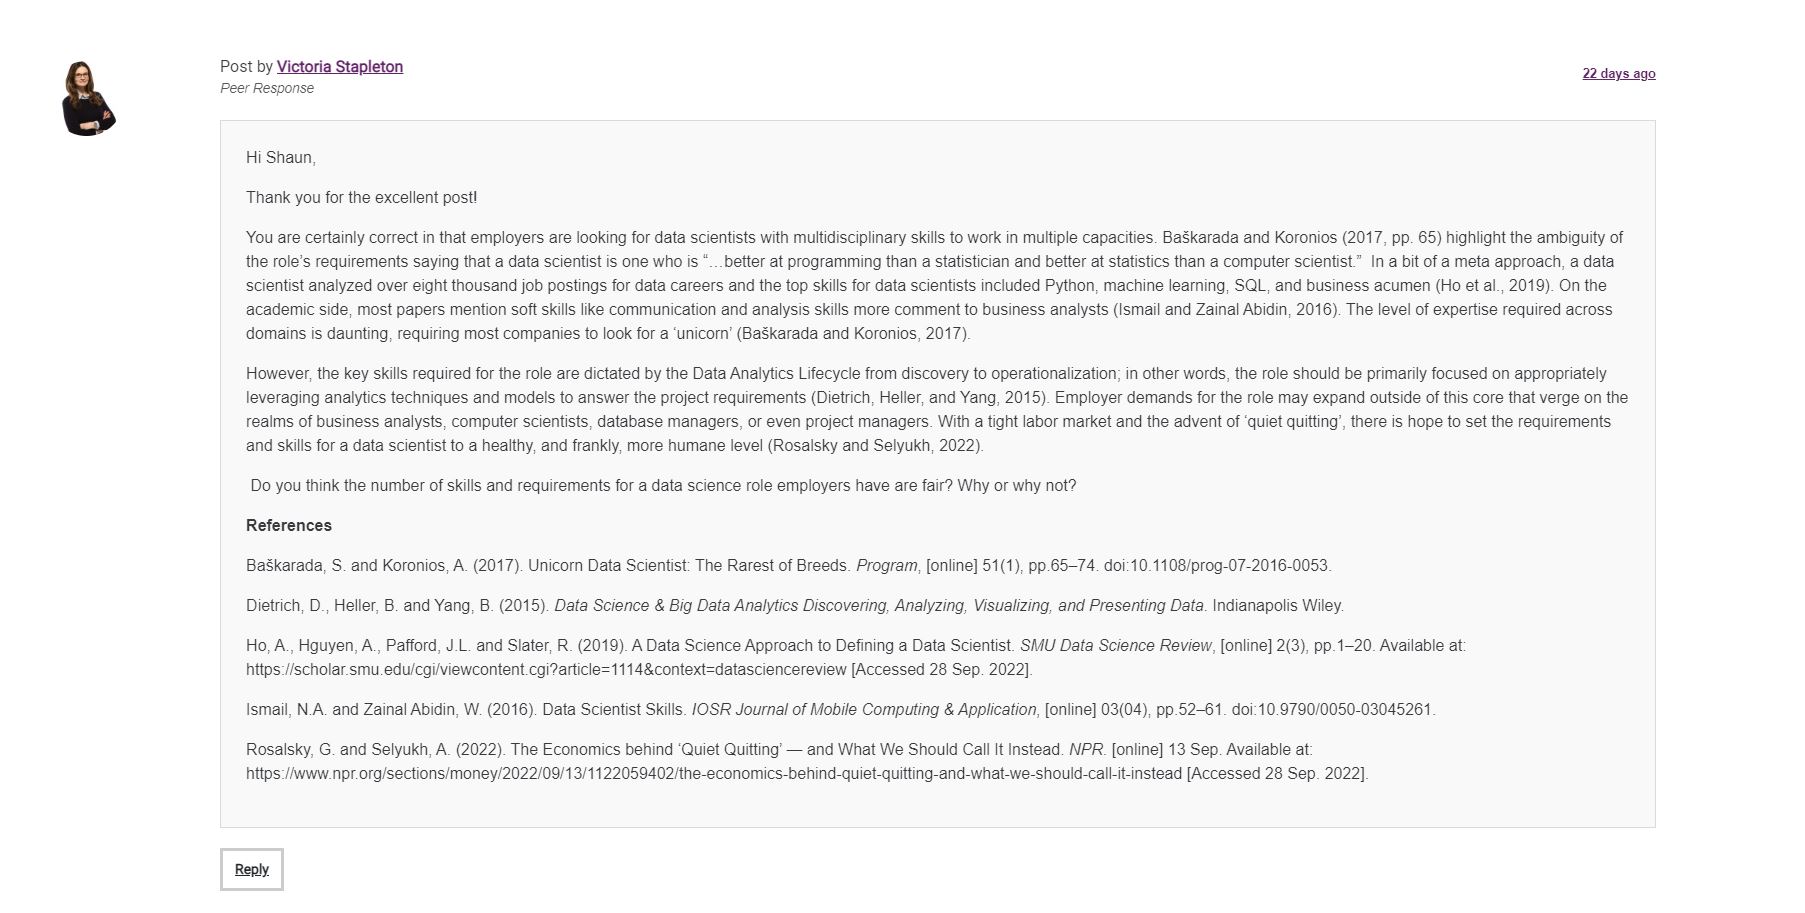 Post by Victoria Stapleton
22 days ago
Peer Response
Hi Shaun,
Thank you for the excellent post!
You are certainly correct in that employers are looking for data scientists with multidisciplinary skills to work in multiple capacities. Baškarada and Koronios (2017, pp. 65) highlight the ambiguity of
the role’s requirements saying that a data scientist is one who is “…better at programming than a statistician and better at statistics than a computer scientist.”  In a bit of a meta approach, a data
scientist analyzed over eight thousand job postings for data careers and the top skills for data scientists included Python, machine learning, SQL, and business acumen (Ho et al., 2019). On the
academic side, most papers mention soft skills like communication and analysis skills more comment to business analysts (Ismail and Zainal Abidin, 2016). The level of expertise required across
domains is daunting, requiring most companies to look for a ‘unicorn’ (Baškarada and Koronios, 2017).
However, the key skills required for the role are dictated by the Data Analytics Lifecycle from discovery to operationalization; in other words, the role should be primarily focused on appropriately
leveraging analytics techniques and models to answer the project requirements (Dietrich, Heller, and Yang, 2015). Employer demands for the role may expand outside of this core that verge on the
realms of business analysts, computer scientists, database managers, or even project managers. With a tight labor market and the advent of ‘quiet quitting’, there is hope to set the requirements
and skills for a data scientist to a healthy, and frankly, more humane level (Rosalsky and Selyukh, 2022).
Do you think the number of skills and requirements for a data science role employers have are fair? Why or why not?
References
Baškarada, S. and Koronios, A. (2017). Unicorn Data Scientist: The Rarest of Breeds. Program, [online] 51(1), pp.65–74. doi:10.1108/prog-07-2016-0053.
Dietrich, D., Heller, B. and Yang, B. (2015). Data Science & Big Data Analytics Discovering, Analyzing, Visualizing, and Presenting Data. Indianapolis Wiley.
Ho, A., Hguyen, A., Pafford, J.L. and Slater, R. (2019). A Data Science Approach to Defining a Data Scientist. SMU Data Science Review, [online] 2(3), pp.1–20. Available at:
https://scholar.smu.edu/cgi/viewcontent.cgi?article=1114&context=datasciencereview [Accessed 28 Sep. 2022].
Ismail, N.A. and Zainal Abidin, W. (2016). Data Scientist Skills. IOSR Journal of Mobile Computing & Application, [online] 03(04), pp.52–61. doi:10.9790/0050-03045261.
Rosalsky, G. and Selyukh, A. (2022). The Economics behind ‘Quiet Quitting’ — and What We Should Call It Instead. NPR. [online] 13 Sep. Available at:
https://www.npr.org/sections/money/2022/09/13/1122059402/the-economics-behind-quiet-quitting-and-what-we-should-call-it-instead [Accessed 28 Sep. 2022].
Reply